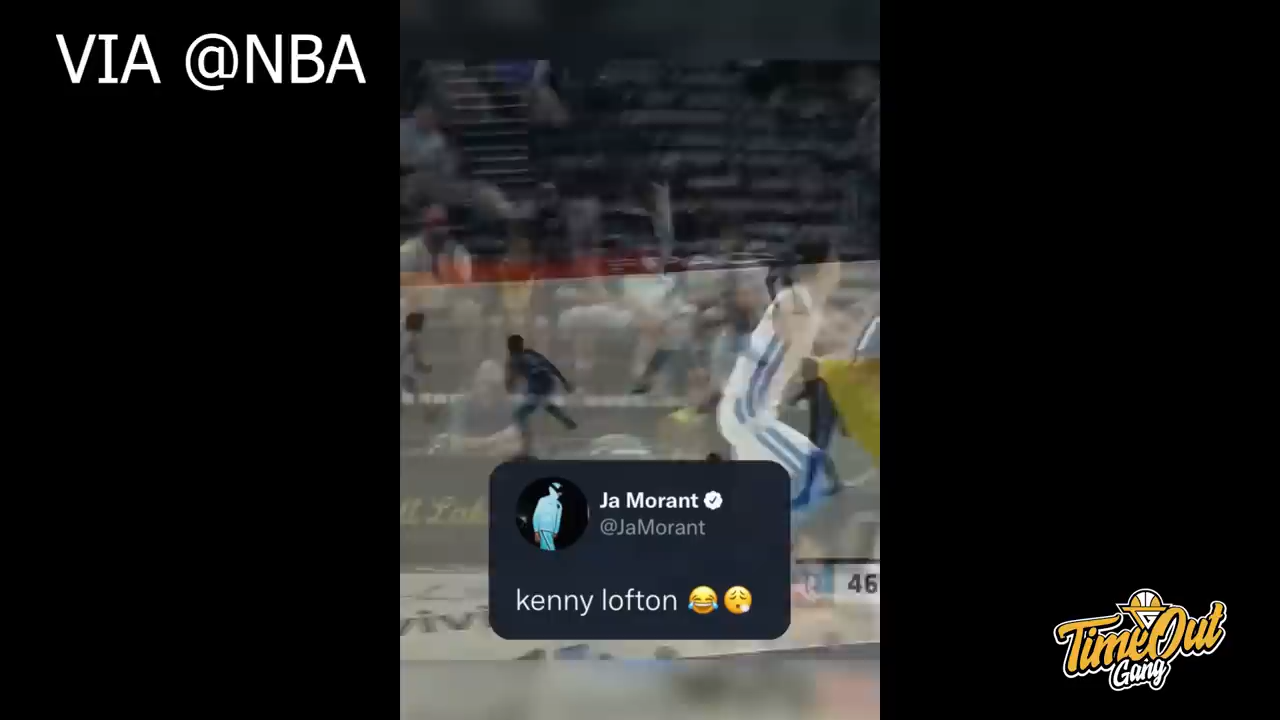 VIA @NBA
Ja Morant
@JaMorant
kenny lofton 😂😮‍💨
46
TimeOut
Gang